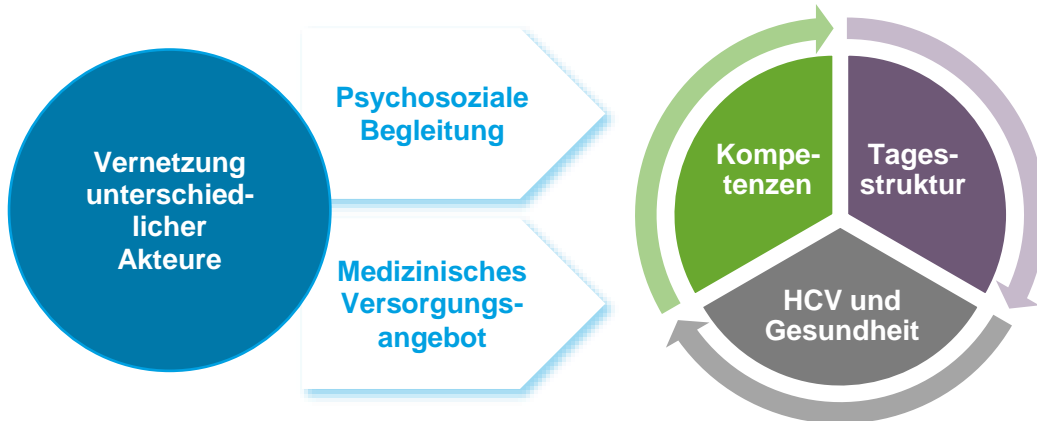 Vernetzung
unterschied-
licher
Akteure
Psychosoziale
Begleitung
Medizinisches
Versorgungs-
angebot
Kompe-
tenzen
Tages-
struktur
HCV und
Gesundheit